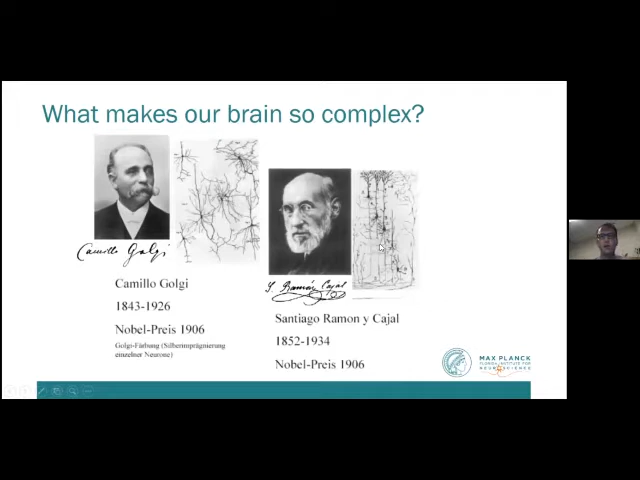 What makes our brain so complex?
Camillo Golgi
Camillo Golgi
1843-1926
Nobel-Preis 1906
Golgi-Färbung (Silberimprägnierung
einzelner Neurone)
S. Ramón Cajal
Santiago Ramon y Cajal
1852-1934
Nobel-Preis 1906
MAX PLANCK
FLORIDA INSTITUTE FOR
NEUROSCIENCE